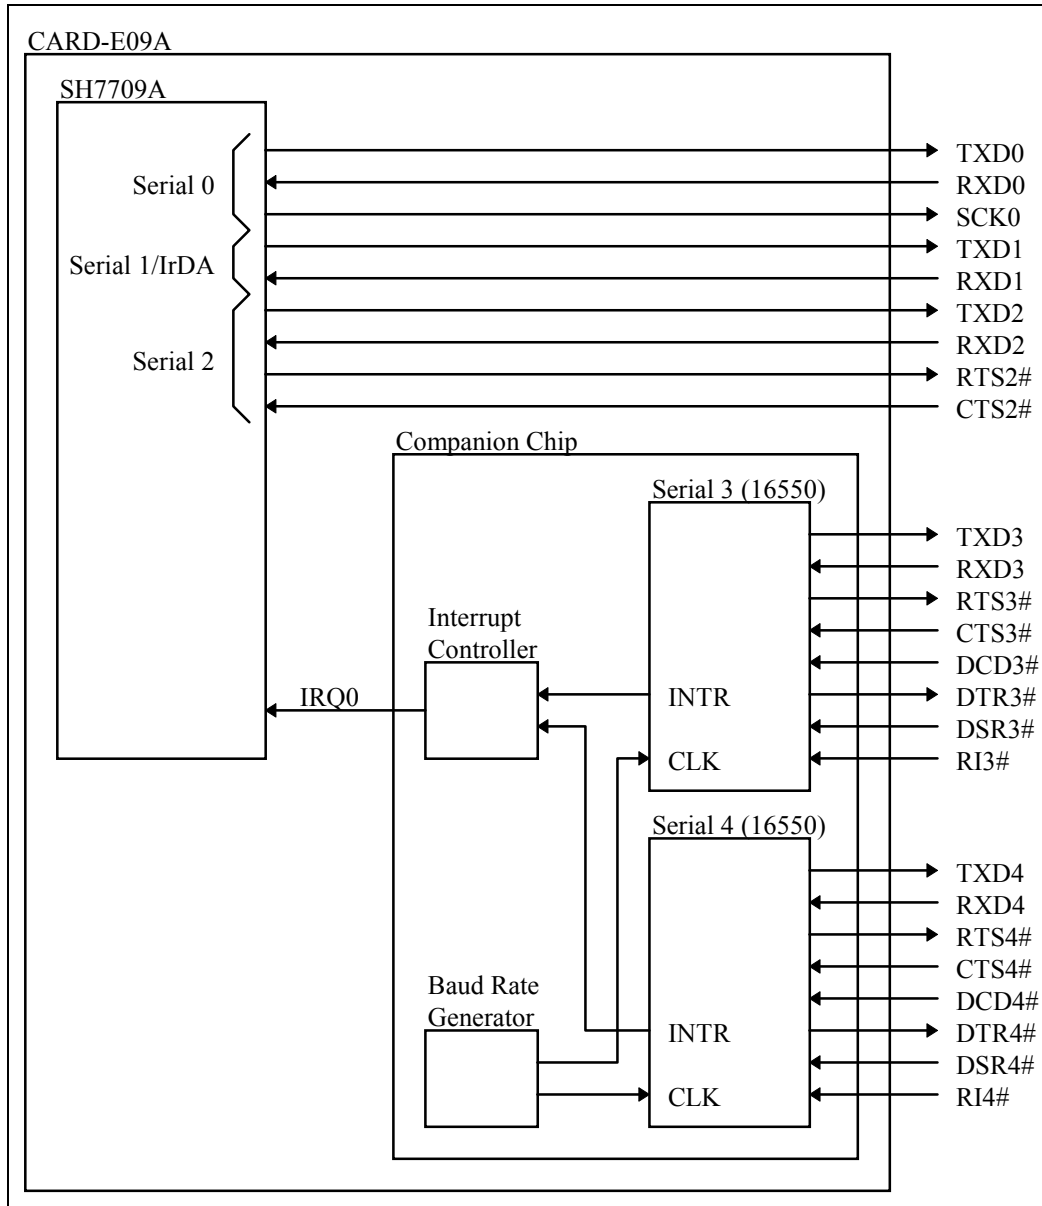 CARD-E09A
SH7709A
Serial 0
Serial 1/IrDA
Serial 2
TXD0
RXD0
SCK0
TXD1
RXD1
TXD2
RXD2
RTS2#
CTS2#
Companion Chip
Serial 3 (16550)
Interrupt
Controller
IRQ0
INTR
CLK
TXD3
RXD3
RTS3#
CTS3#
DCD3#
DTR3#
DSR3#
RI3#
Serial 4 (16550)
Baud Rate
Generator
INTR
CLK
TXD4
RXD4
RTS4#
CTS4#
DCD4#
DTR4#
DSR4#
RI4#